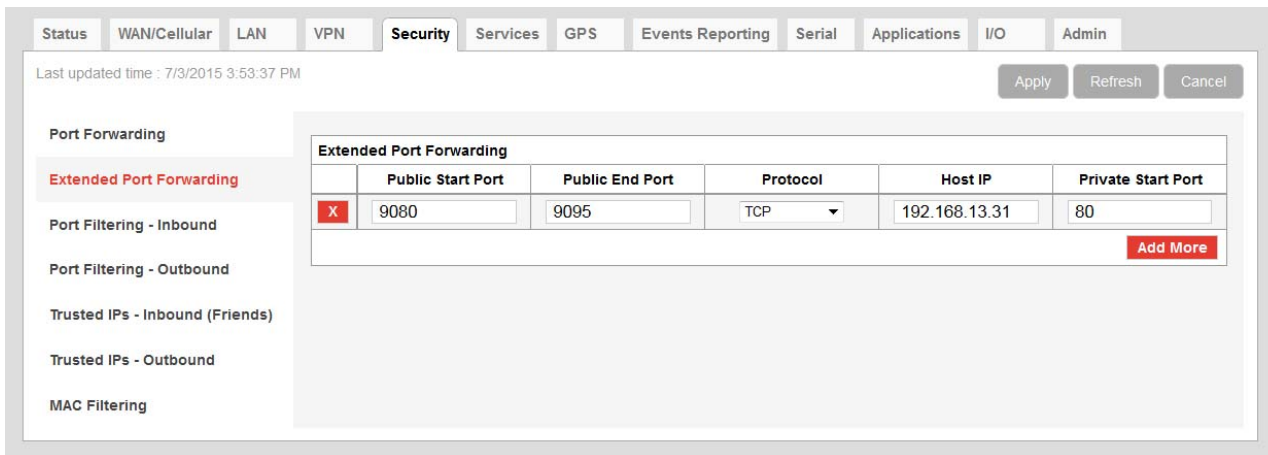 Status WAN/Cellular LAN VPN Security Services GPS Events Reporting Serial Applications I/O Admin
Last updated time : 7/3/2015 3:53:37 PM
Apply Refresh Cancel
Port Forwarding
Extended Port Forwarding
Port Filtering - Inbound
Port Filtering - Outbound
Trusted IPs - Inbound (Friends)
Trusted IPs - Outbound
MAC Filtering
Extended Port Forwarding
Public Start Port Public End Port Protocol Host IP Private Start Port
X 9080 9095 TCP 192.168.13.31 80
Add More